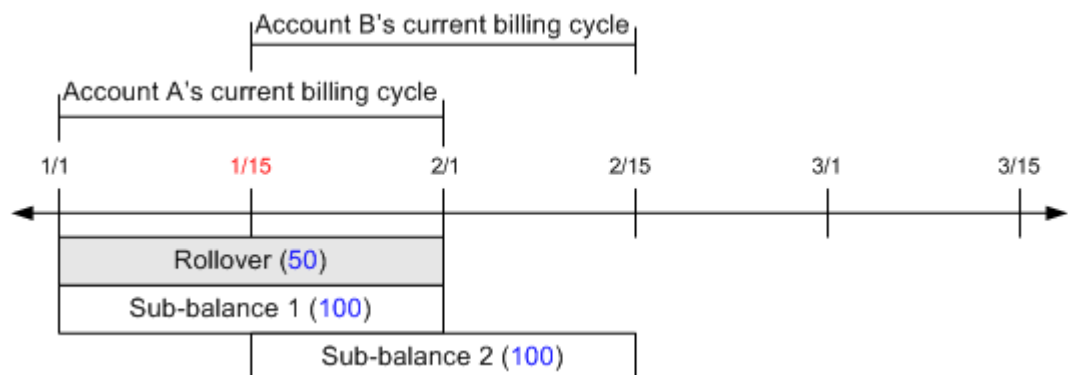 Account B's current billing cycle
Account A's current billing cycle
1/1 1/15 2/1 2/15 3/1 3/15
Rollover (50)
Sub-balance 1 (100)
Sub-balance 2 (100)